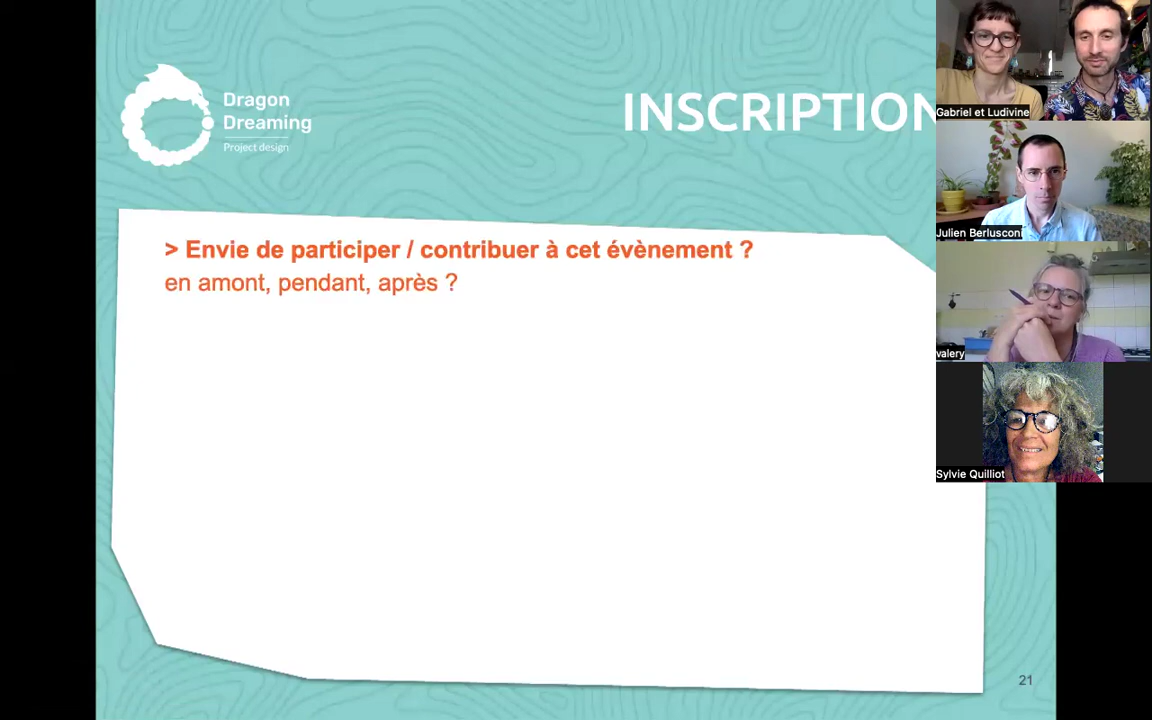 Dragon
Dreaming
Project design
INSCRIPTION
> Envie de participer / contribuer à cet évènement ?
en amont, pendant, après ?
21
Gabriel et Ludivine
Julien Berlusconi
valery
Sylvie Quilliot